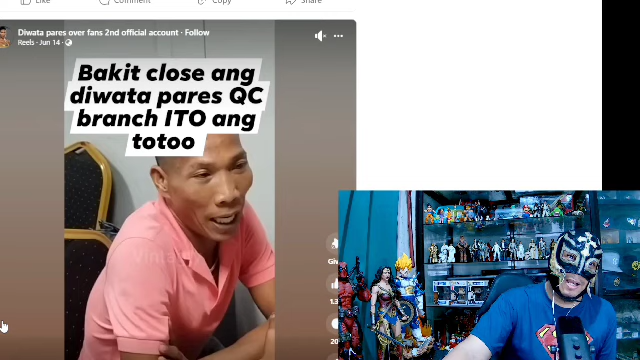 Like Comment Copy Share
Diwata pares over fans 2nd official account · Follow
Reels · Jun 14 ·
Bakit close ang
diwata pares QC
branch ITO ang
totoo